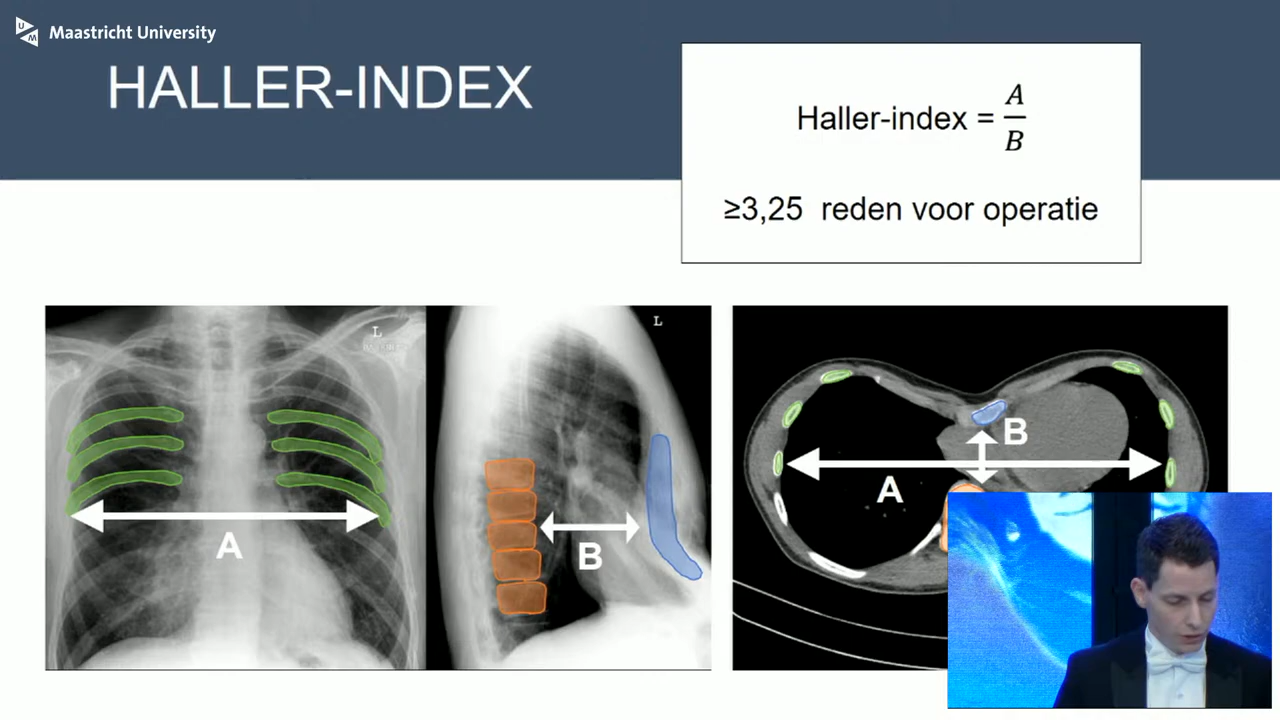 Maastricht University
HALLER-INDEX
Haller-index = A/B
≥3,25 reden voor operatie
L
A
L
B
B
A